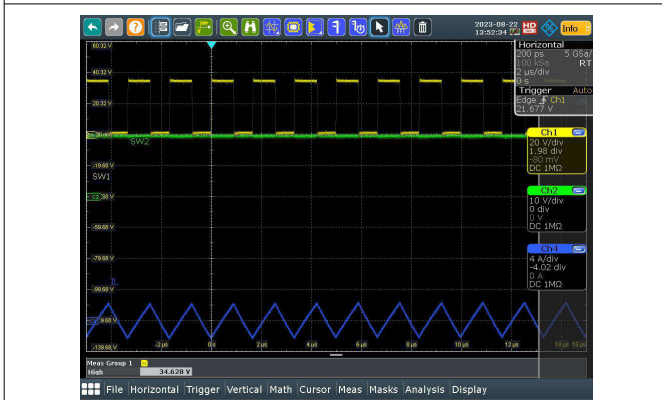 2023-08-22
13:52:34
HD
Info
Horizontal
200 ps 5 GSa/
100 kSa RT
2 µs/div
0 s
Trigger Auto
Edge Ch1
21.677 V
60.32 V
40.32 V
20.32 V
SW2
Ch1
20 V/div
1.98 div
-80 mV
DC 1MΩ
-19.68 V
SW1
C2
Ch2
10 V/div
0 div
0 V
DC 1MΩ
-59.68 V
-79.68 V
Ch4
4 A/div
-4.02 div
0 A
DC 1MΩ
-99.68 V
IL
-139.68 V
-2 µs 0 s 2 µs 4 µs 6 µs 8 µs 10 µs 12 µs 14 µs 15 µs
Meas Group 1
High 34.628 V
File Horizontal Trigger Vertical Math Cursor Meas Masks Analysis Display